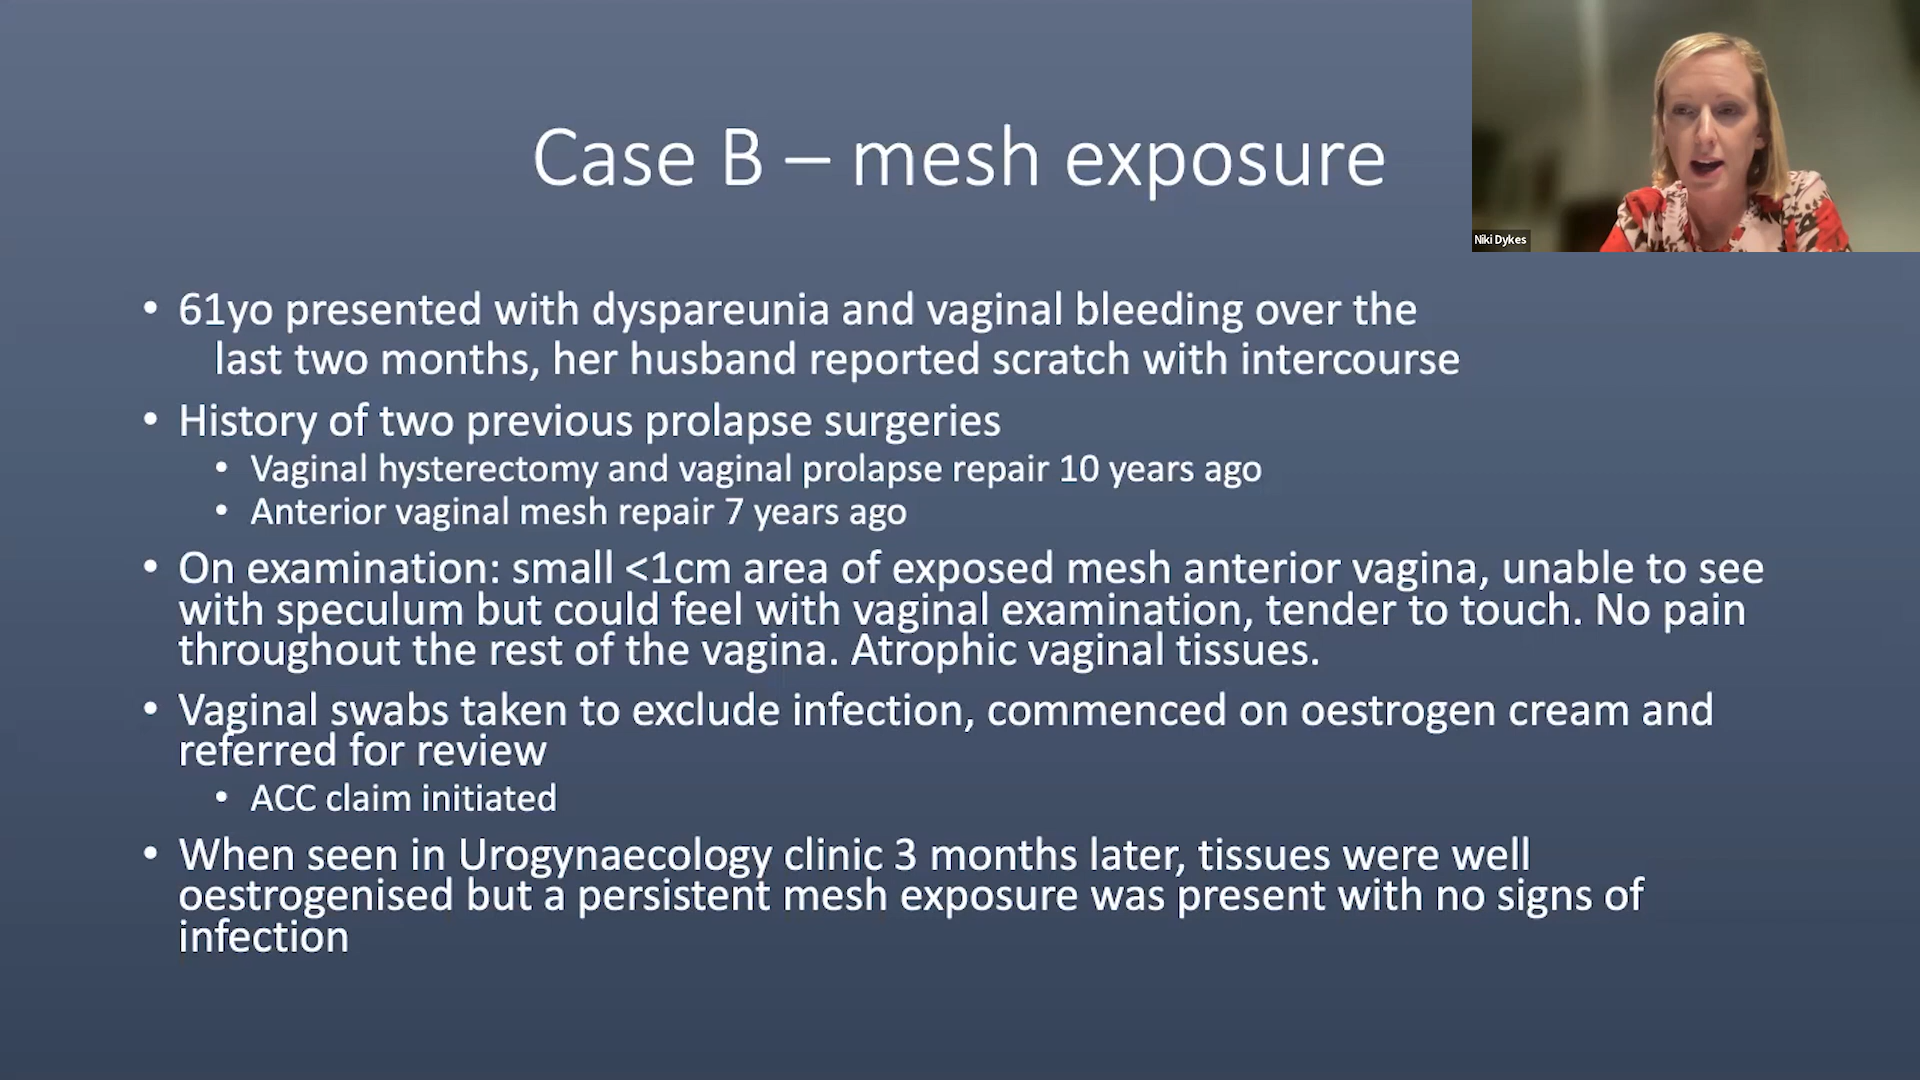 Case B – mesh exposure
Niki Dykes
• 61yo presented with dyspareunia and vaginal bleeding over the
last two months, her husband reported scratch with intercourse
• History of two previous prolapse surgeries
• Vaginal hysterectomy and vaginal prolapse repair 10 years ago
• Anterior vaginal mesh repair 7 years ago
• On examination: small <1cm area of exposed mesh anterior vagina, unable to see
with speculum but could feel with vaginal examination, tender to touch. No pain
throughout the rest of the vagina. Atrophic vaginal tissues.
• Vaginal swabs taken to exclude infection, commenced on oestrogen cream and
referred for review
• ACC claim initiated
• When seen in Urogynaecology clinic 3 months later, tissues were well
oestrogenised but a persistent mesh exposure was present with no signs of
infection